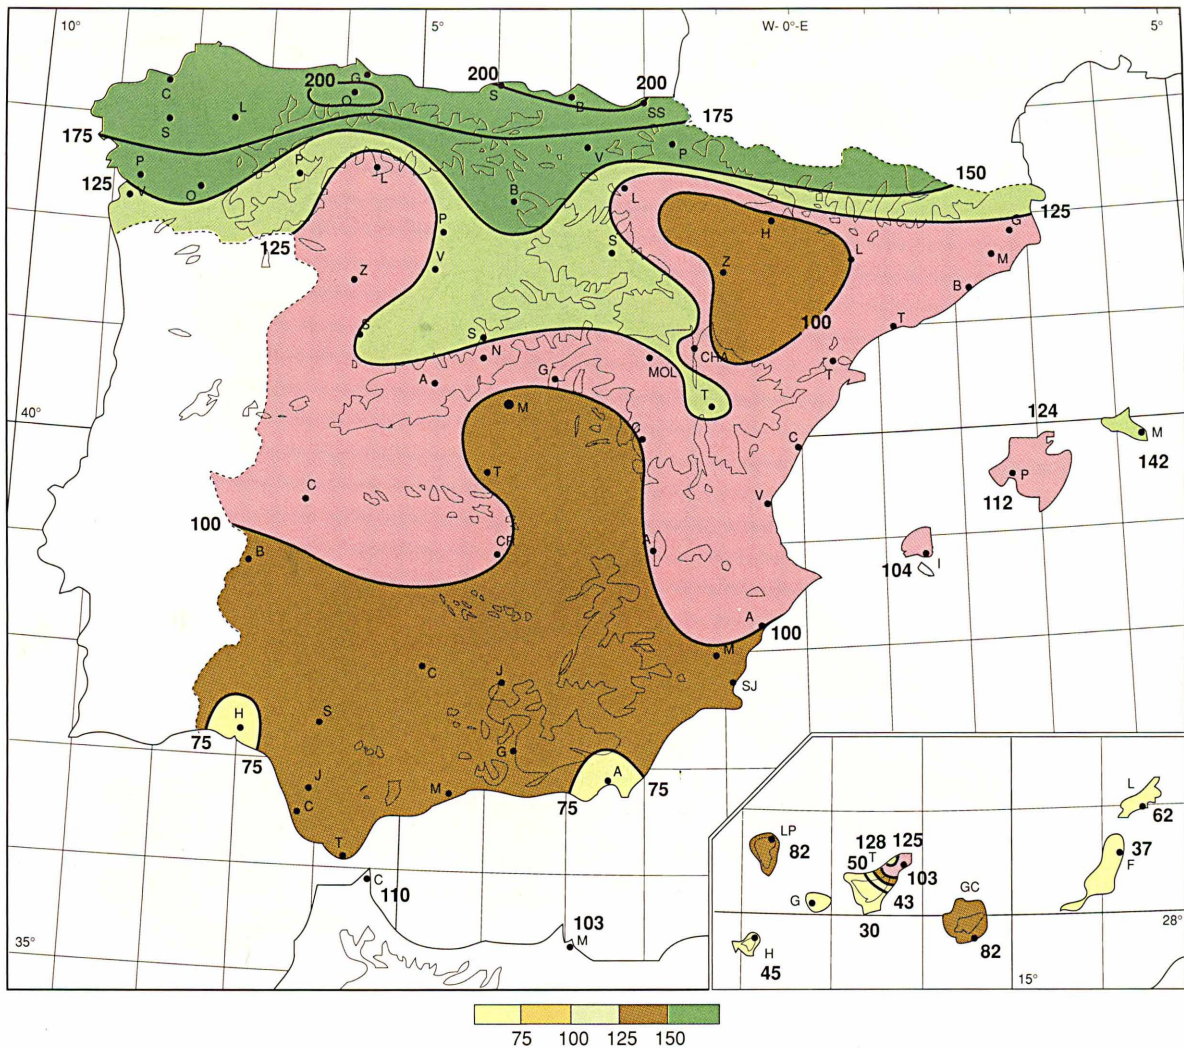 10° 5° W- 0°-E 5°
G
200 200 200
C O S B SS
L
S
175 175
V P
P P
125 V O L B L 150
125
125 P S H G
Z V Z L M
B
S S 100 T
N CHA
A G MOL T
T
40° M
C C 124
M
T P 142
C V 112
100 CR A
B 104 I
A 100
M
C J SJ
H S
75 75 G A
J 75 75
C M
T
L
62
LP 128 125 37
82 50 T F
103
GC
G 43
28°
30 82
H
45
15°
C
110 103
M
35°
75 100 125 150